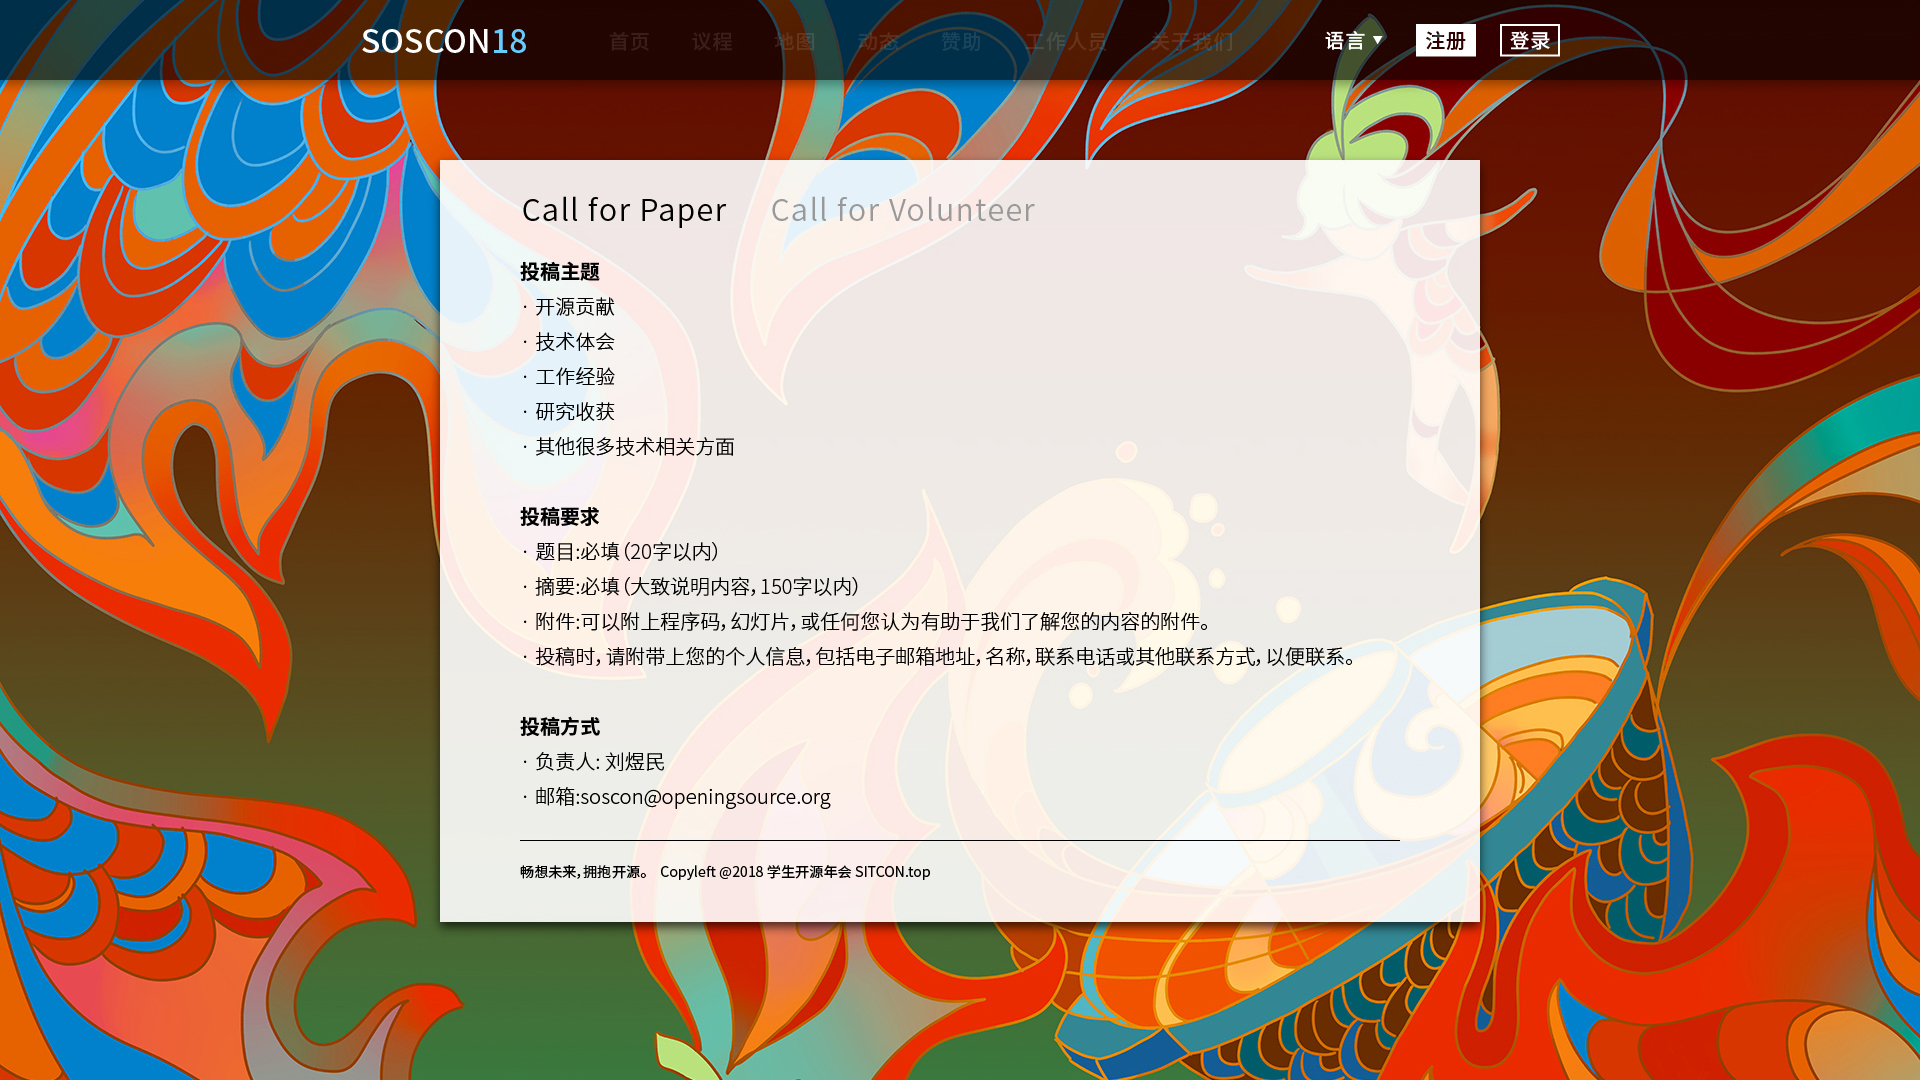 SOSCON18 首页 议程 地图 动态 赞助 工作人员 关于我们 语言 ▼ 注册 登录
Call for Paper Call for Volunteer
投稿主题
· 开源贡献
· 技术体会
· 工作经验
· 研究收获
· 其他很多技术相关方面
投稿要求
· 题目:必填（20字以内）
· 摘要:必填（大致说明内容，150字以内）
· 附件:可以附上程序码，幻灯片，或任何您认为有助于我们了解您的内容的附件。
· 投稿时，请附带上您的个人信息，包括电子邮箱地址，名称，联系电话或其他联系方式，以便联系。
投稿方式
· 负责人: 刘煜民
· 邮箱:soscon@openingsource.org
畅想未来，拥抱开源。 Copyleft @2018 学生开源年会 SITCON.top